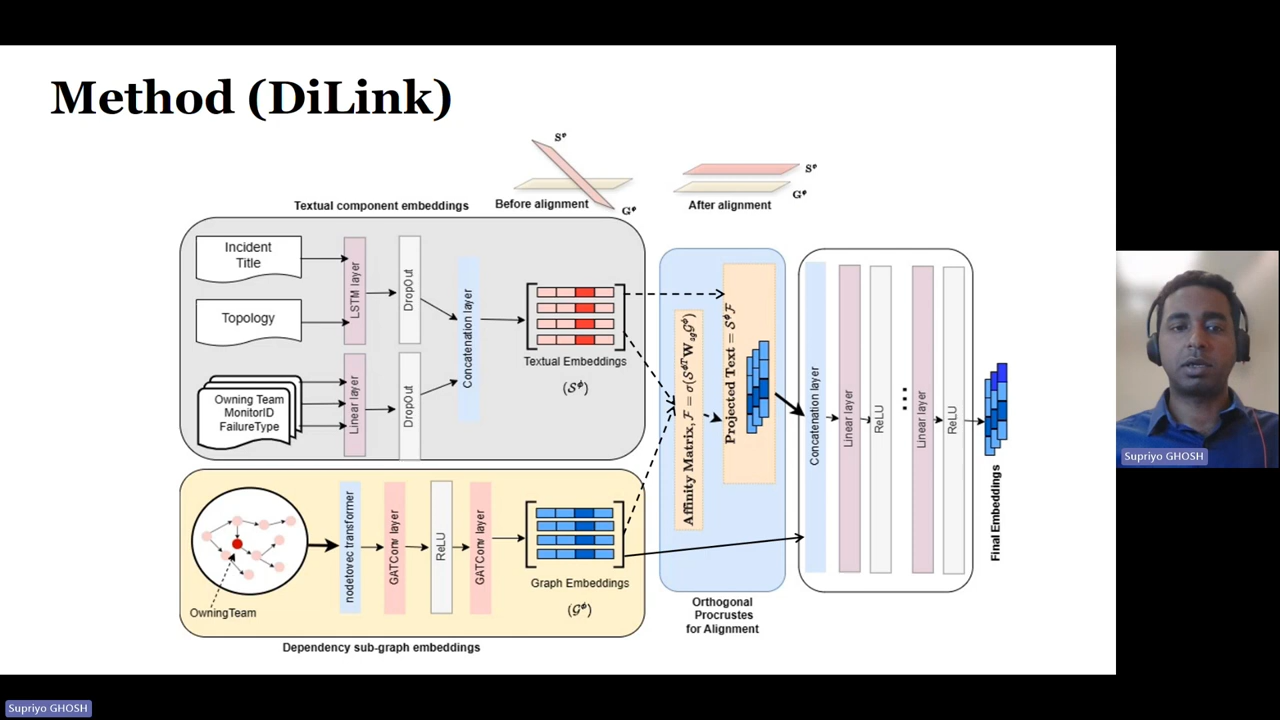 Method (DiLink)
S^φ
G^φ
Before alignment
S^φ
G^φ
After alignment
Textual component embeddings
Incident
Title
Topology
Owning Team
MonitorID
FailureType
LSTM layer
Linear layer
DropOut
DropOut
Concatenation layer
Textual Embeddings
(S^φ)
OwningTeam
nodetovec transformer
GATConv layer
ReLU
GATConv layer
Graph Embeddings
(G^φ)
Dependency sub-graph embeddings
Affinity Matrix, F = σ(S^φT W_sg G^φ)
Projected Text = S^φ F
Orthogonal
Procrustes
for Alignment
Concatenation layer
Linear layer
ReLU
Linear layer
ReLU
Final Embeddings
Supriyo GHOSH
Supriyo GHOSH